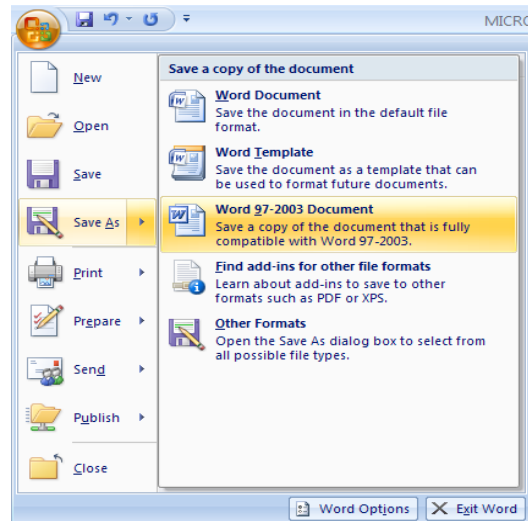 MICRO
New
Open
Save
Save As
Print
Prepare
Send
Publish
Close
Save a copy of the document
Word Document
Save the document in the default file
format.
Word Template
Save the document as a template that can
be used to format future documents.
Word 97-2003 Document
Save a copy of the document that is fully
compatible with Word 97-2003.
Find add-ins for other file formats
Learn about add-ins to save to other
formats such as PDF or XPS.
Other Formats
Open the Save As dialog box to select from
all possible file types.
Word Options
Exit Word